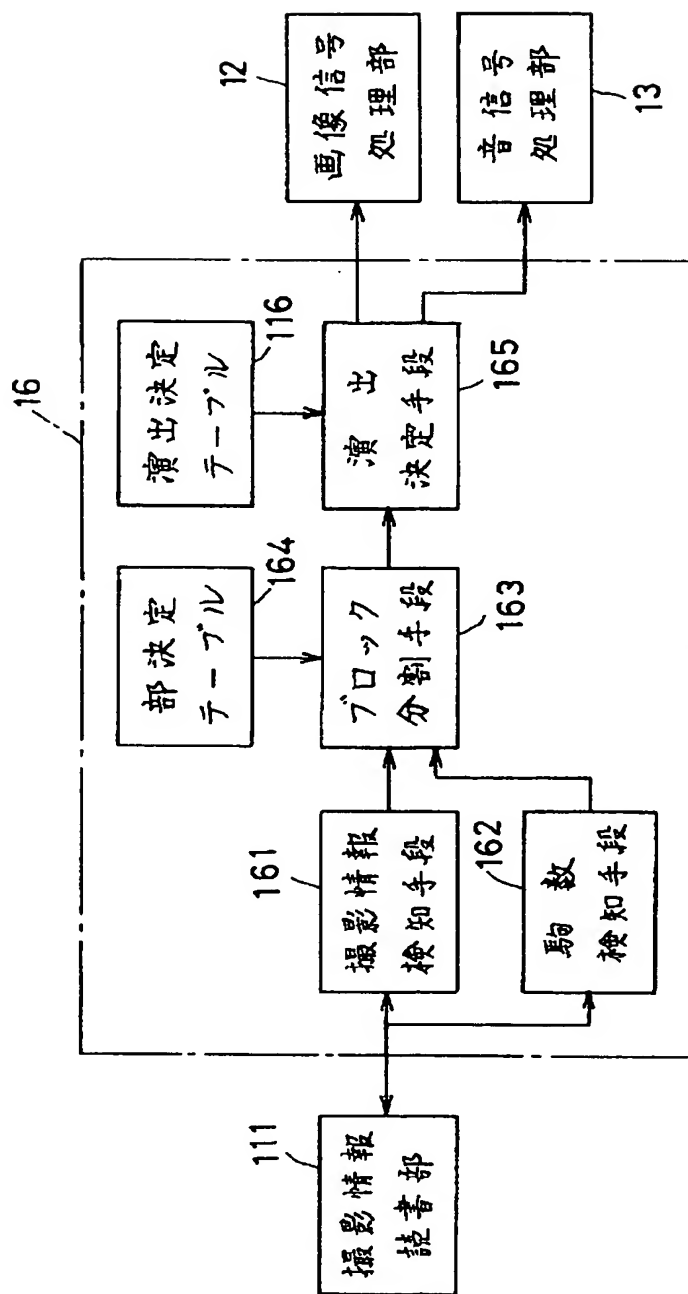 16
111
撮影情報
読書部
161
撮影情報
検知手段
162
駒数
検知手段
164
部決定
テーブル
163
ブロック
分割手段
116
演出決定
テーブル
165
演出
決定手段
12
画像信号
処理部
13
音信号
処理部